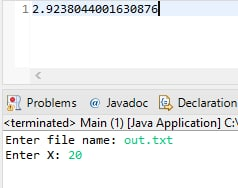 1 2.9238044001630876
Problems @ Javadoc Declaration
<terminated> Main (1) [Java Application] C:\
Enter file name: out.txt
Enter X: 20